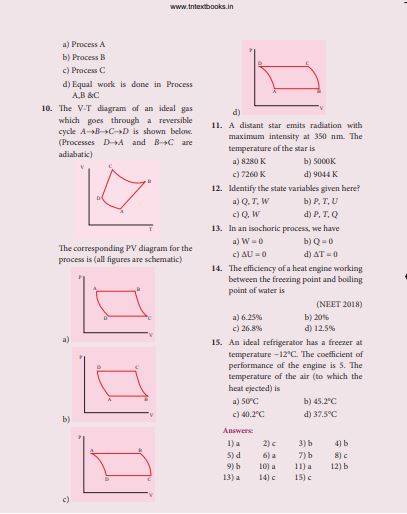 www.tntextbooks.in
a) Process A
b) Process B
c) Process C
d) Equal work is done in Process
A,B &C
10. The V-T diagram of an ideal gas
which goes through a reversible
cycle A→B→C→D is shown below.
(Processes D→A and B→C are
adiabatic)
V
C
B
D
A
T
The corresponding PV diagram for the
process is (all figures are schematic)
P
A
B
D
C
V
a)
P
D
C
A
B
V
b)
P
A
B
D
C
V
c)
P
D
C
A
B
V
d)
11. A distant star emits radiation with
maximum intensity at 350 nm. The
temperature of the star is
a) 8280 K b) 5000K
c) 7260 K d) 9044 K
12. Identify the state variables given here?
a) Q, T, W b) P, T, U
c) Q, W d) P, T, Q
13. In an isochoric process, we have
a) W = 0 b) Q = 0
c) ΔU = 0 d) ΔT = 0
14. The efficiency of a heat engine working
between the freezing point and boiling
point of water is
(NEET 2018)
a) 6.25% b) 20%
c) 26.8% d) 12.5%
15. An ideal refrigerator has a freezer at
temperature −12°C. The coefficient of
performance of the engine is 5. The
temperature of the air (to which the
heat ejected) is
a) 50°C b) 45.2°C
c) 40.2°C d) 37.5°C
Answers:
1) a 2) c 3) b 4) b
5) d 6) a 7) b 8) c
9) b 10) a 11) a 12) b
13) a 14) c 15) c